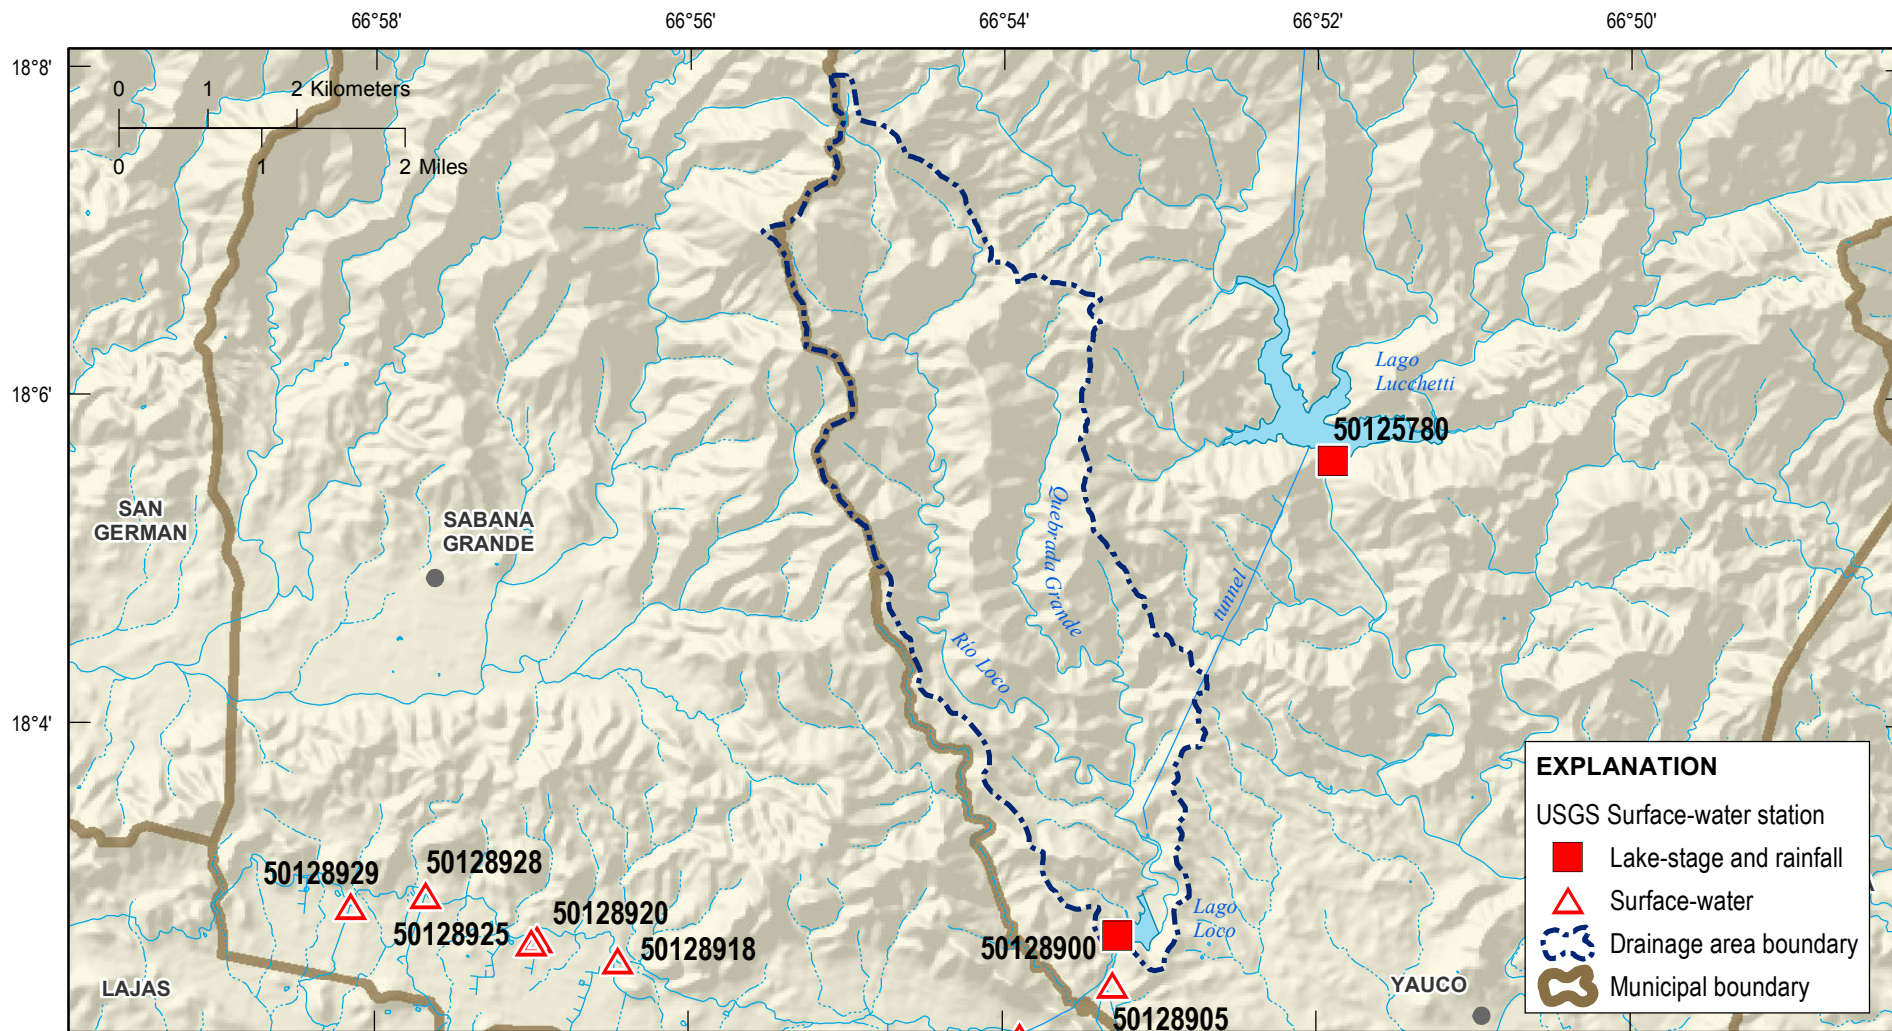 66°58'
66°56'
66°54'
66°52'
66°50'
18°8'
0 1 2 Kilometers
0 1 2 Miles
Lago
Lucchetti
18°6'
50125780
SAN
GERMAN
SABANA
GRANDE
Quebrada Grande
tunnel
Rio Loco
18°4'
EXPLANATION
USGS Surface-water station
Lake-stage and rainfall
Surface-water
Drainage area boundary
Municipal boundary
50128929
50128928
50128925
50128920
50128918
50128900
Lago
Loco
LAJAS
YAUCO
50128905